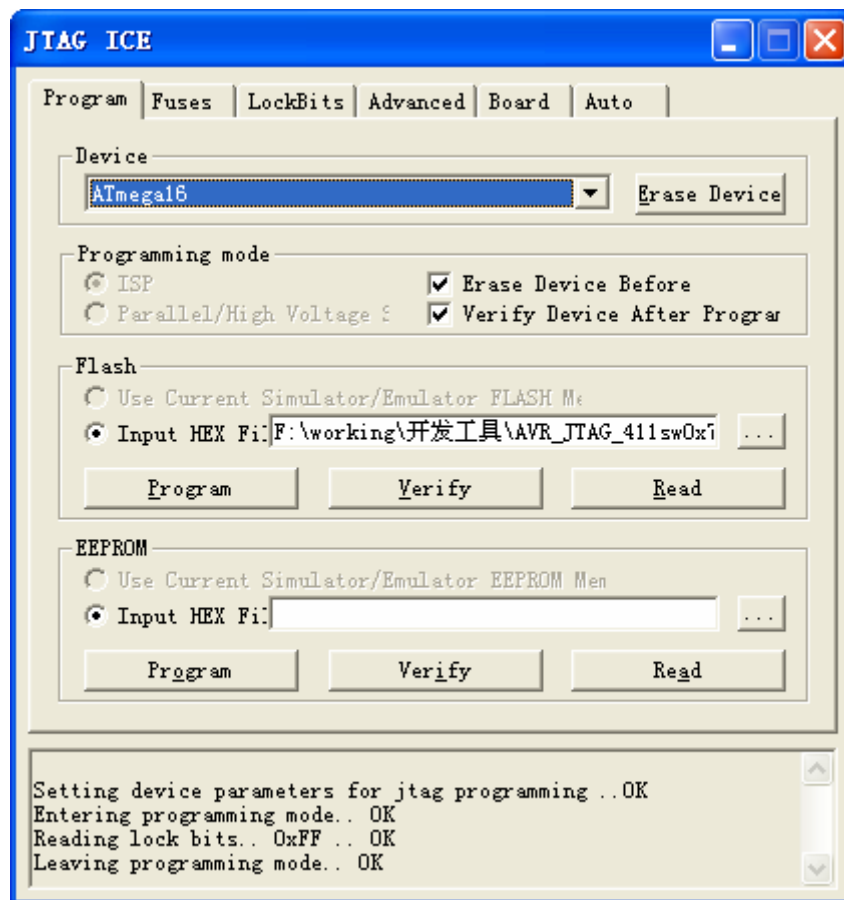 JTAG ICE
Program Fuses LockBits Advanced Board Auto
Device
ATmega16 Erase Device
Programming mode
ISP Erase Device Before
Parallel/High Voltage S Verify Device After Program
Flash
Use Current Simulator/Emulator FLASH Me
Input HEX Fil F:\working\开发工具\AVR_JTAG_411sw0x7 ...
Program Verify Read
EEPROM
Use Current Simulator/Emulator EEPROM Mem
Input HEX Fil ...
Program Verify Read
Setting device parameters for jtag programming ..OK
Entering programming mode.. OK
Reading lock bits.. 0xFF .. OK
Leaving programming mode.. OK